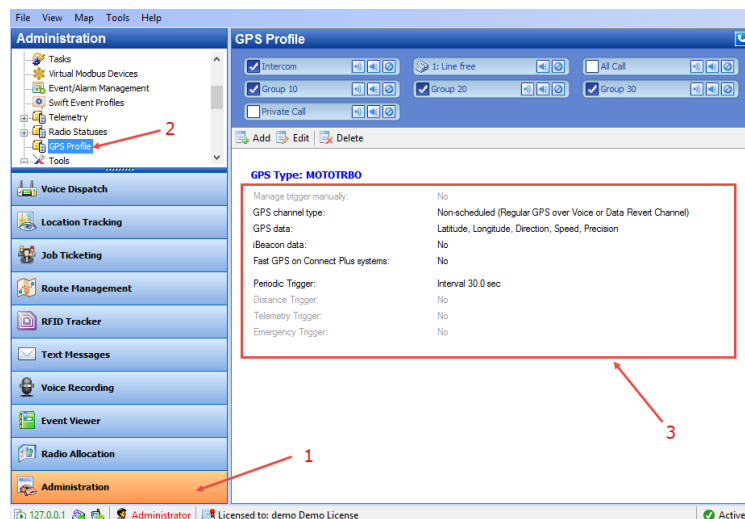 File View Map Tools Help
Administration
Tasks
Virtual Modbus Devices
Event/Alarm Management
Swift Event Profiles
Telemetry
Radio Statuses
GPS Profile
Tools
2
Voice Dispatch
Location Tracking
Job Ticketing
Route Management
RFID Tracker
Text Messages
Voice Recording
Event Viewer
Radio Allocation
Administration
1
GPS Profile
Intercom 1: Line free All Call
Group 10 Group 20 Group 30
Private Call
Add Edit Delete
GPS Type: MOTOTRBO
Manage trigger manually: No
GPS channel type: Non-scheduled (Regular GPS over Voice or Data Revert Channel)
GPS data: Latitude, Longitude, Direction, Speed, Precision
iBeacon data: No
Fast GPS on Connect Plus systems: No
Periodic Trigger: Interval 30.0 sec
Distance Trigger: No
Telemetry Trigger: No
Emergency Trigger: No
3
127.0.0.1 Administrator Licensed to: demo Demo License Active